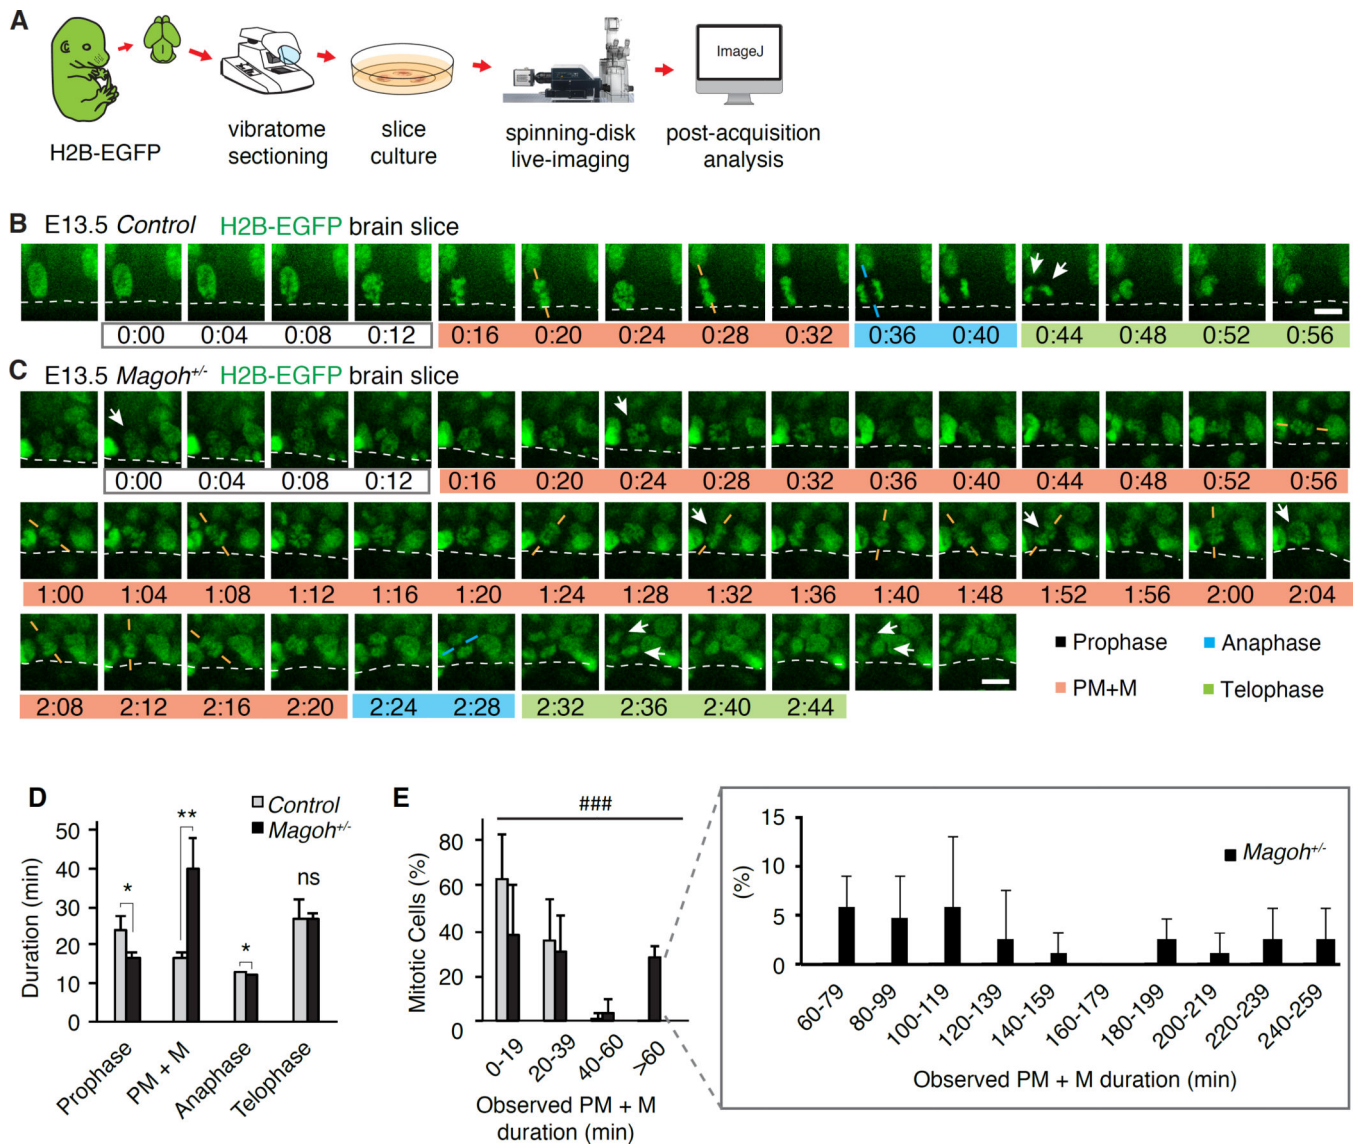 A
ImageJ
H2B-EGFP
vibratome
sectioning
slice
culture
spinning-disk
live-imaging
post-acquisition
analysis
B E13.5 Control H2B-EGFP brain slice
0:00 0:04 0:08 0:12 0:16 0:20 0:24 0:28 0:32 0:36 0:40 0:44 0:48 0:52 0:56
C E13.5 Magoh+/- H2B-EGFP brain slice
0:00 0:04 0:08 0:12 0:16 0:20 0:24 0:28 0:32 0:36 0:40 0:44 0:48 0:52 0:56
1:00 1:04 1:08 1:12 1:16 1:20 1:24 1:28 1:32 1:36 1:40 1:48 1:52 1:56 2:00 2:04
2:08 2:12 2:16 2:20 2:24 2:28 2:32 2:36 2:40 2:44
Prophase
Anaphase
PM+M
Telophase
D
Control
Magoh+/-
Duration (min)
50
40
30
20
10
0
*
**
*
ns
Prophase
PM + M
Anaphase
Telophase
E
###
Mitotic Cells (%)
80
60
40
20
0
0-19
20-39
40-60
>60
Observed PM + M
duration (min)
Magoh+/-
(%)
15
10
5
0
60-79
80-99
100-119
120-139
140-159
160-179
180-199
200-219
220-239
240-259
Observed PM + M duration (min)